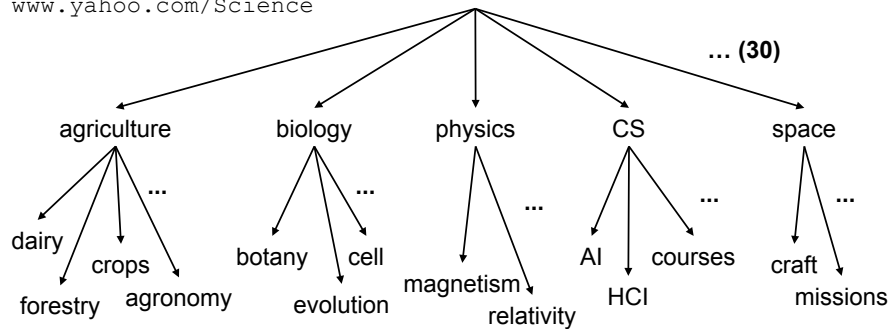 www.yahoo.com/Science
... (30)
agriculture biology physics CS space
... ... ... ... ...
dairy crops botany cell AI courses craft
forestry agronomy evolution magnetism relativity HCI missions